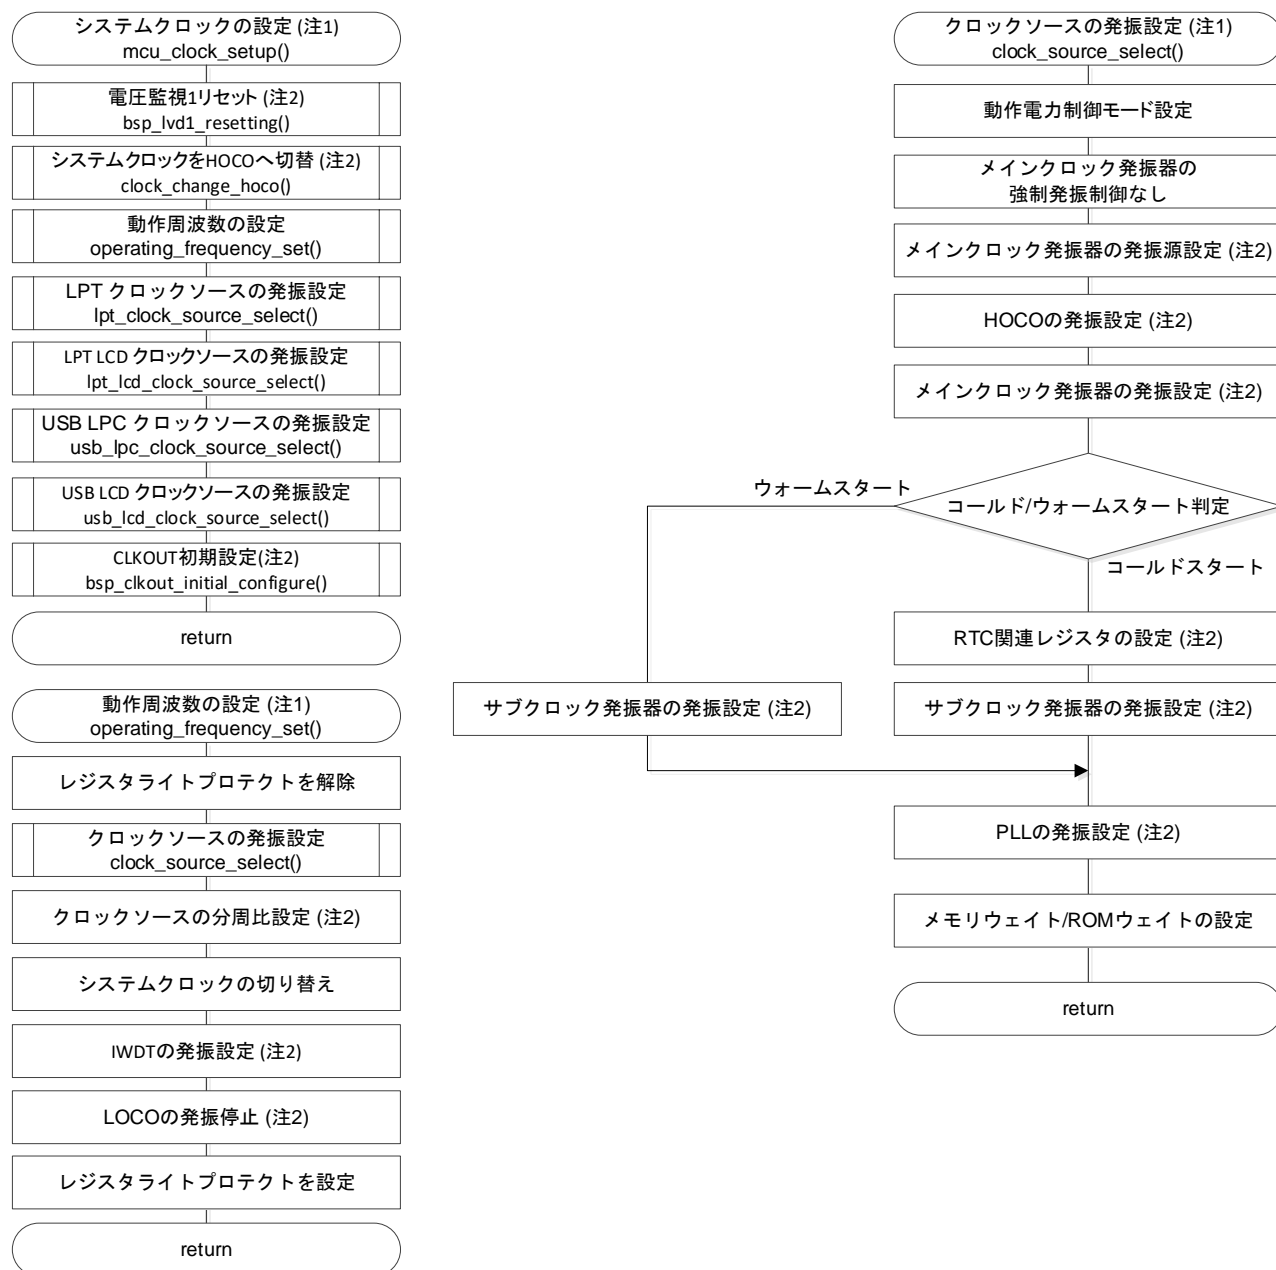 システムクロックの設定 (注1)
mcu_clock_setup()
電圧監視1リセット (注2)
bsp_lvd1_resetting()
システムクロックをHOCOへ切替 (注2)
clock_change_hoco()
動作周波数の設定
operating_frequency_set()
LPT クロックソースの発振設定
lpt_clock_source_select()
LPT LCD クロックソースの発振設定
lpt_lcd_clock_source_select()
USB LPC クロックソースの発振設定
usb_lpc_clock_source_select()
USB LCD クロックソースの発振設定
usb_lcd_clock_source_select()
CLKOUT初期設定(注2)
bsp_clkout_initial_configure()
return
動作周波数の設定 (注1)
operating_frequency_set()
レジスタライトプロテクトを解除
クロックソースの発振設定
clock_source_select()
クロックソースの分周比設定 (注2)
システムクロックの切り替え
IWDTの発振設定 (注2)
LOCOの発振停止 (注2)
レジスタライトプロテクトを設定
return
クロックソースの発振設定 (注1)
clock_source_select()
動作電力制御モード設定
メインクロック発振器の
強制発振制御なし
メインクロック発振器の発振源設定 (注2)
HOCOの発振設定 (注2)
メインクロック発振器の発振設定 (注2)
コールド/ウォームスタート判定
ウォームスタート
コールドスタート
RTC関連レジスタの設定 (注2)
サブクロック発振器の発振設定 (注2)
サブクロック発振器の発振設定 (注2)
PLLの発振設定 (注2)
メモリウェイト/ROMウェイトの設定
return